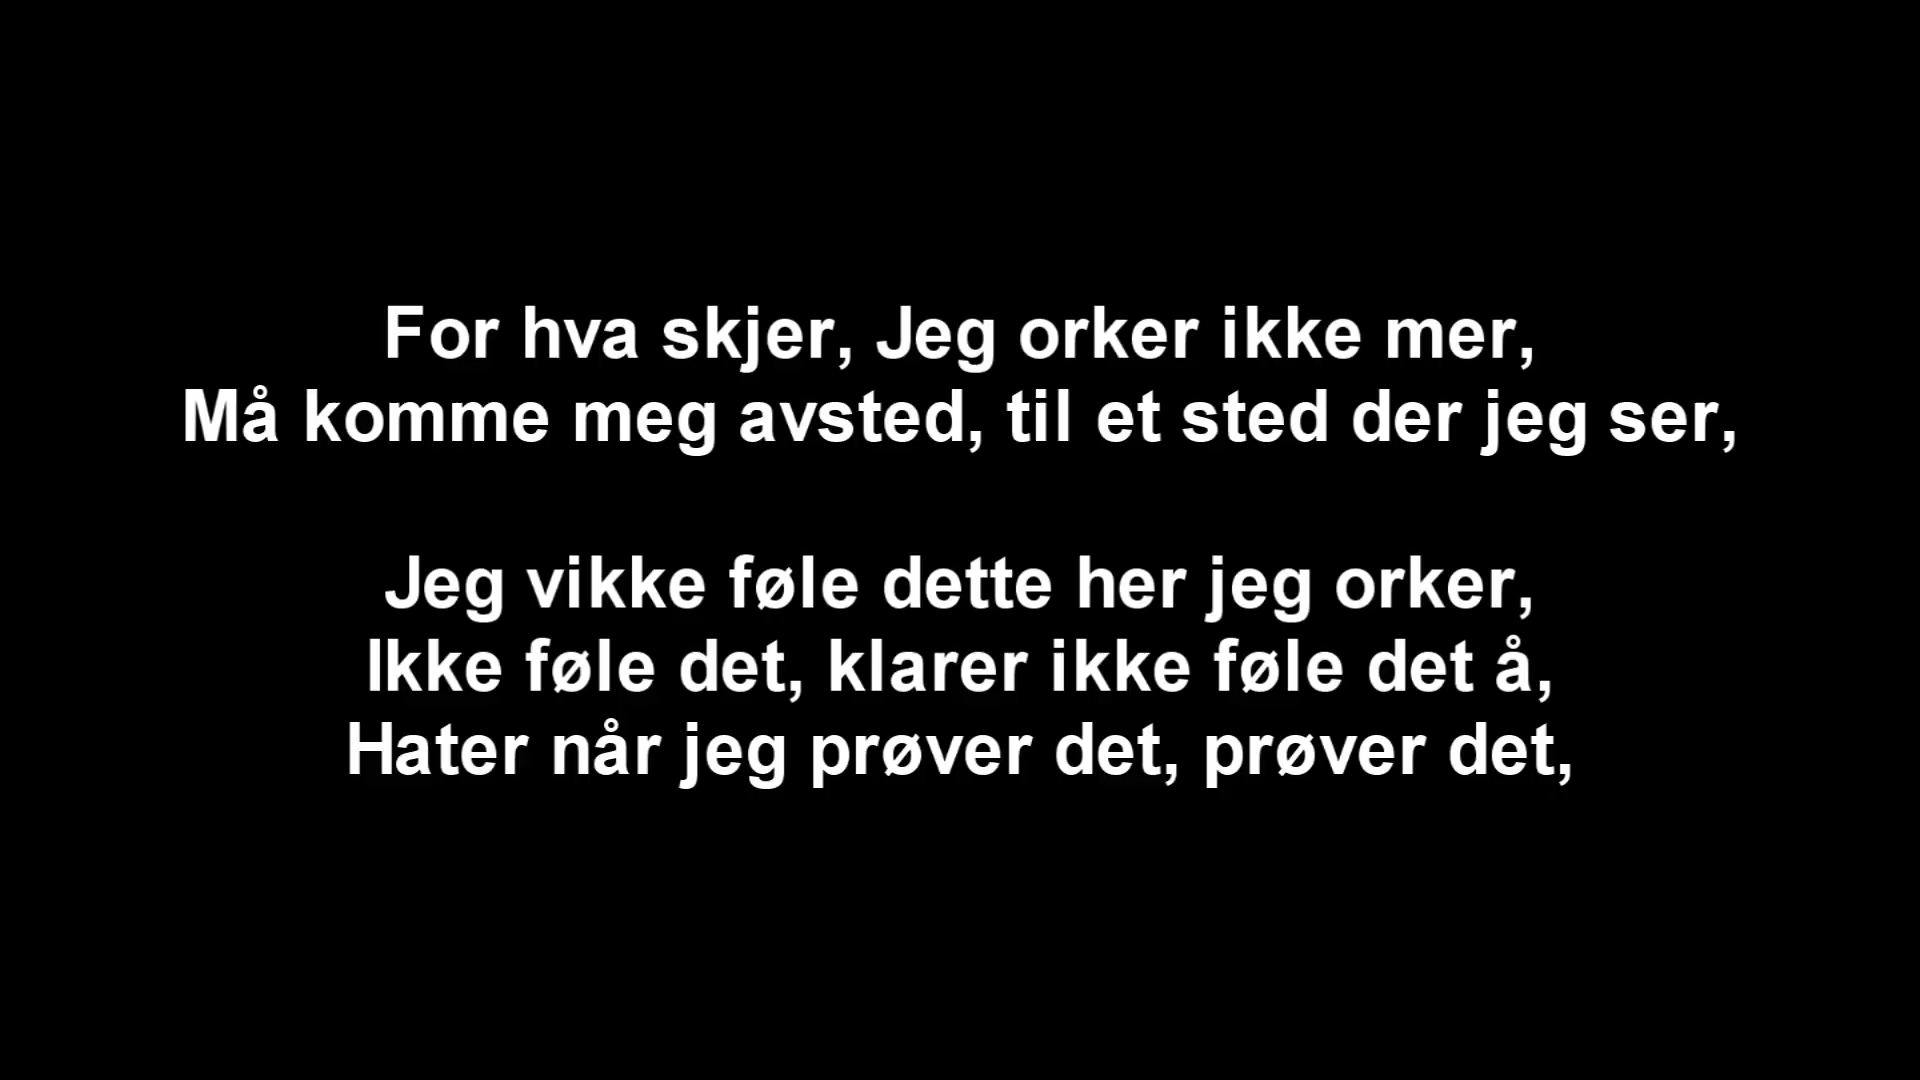 For hva skjer, Jeg orker ikke mer,
Må komme meg avsted, til et sted der jeg ser,
Jeg vikke føle dette her jeg orker,
Ikke føle det, klarer ikke føle det å,
Hater når jeg prøver det, prøver det,